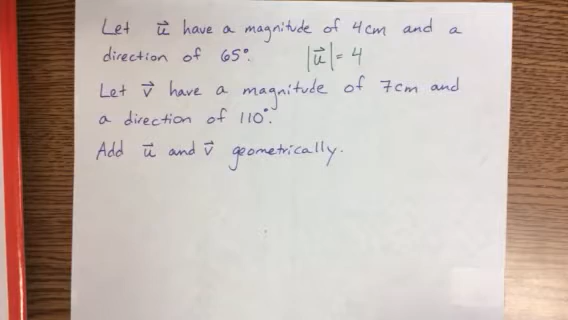 Let u⃗ have a magnitude of 4cm and a
direction of 65°. |u⃗| = 4
Let v⃗ have a magnitude of 7cm and
a direction of 110°.
Add u⃗ and v⃗ geometrically.